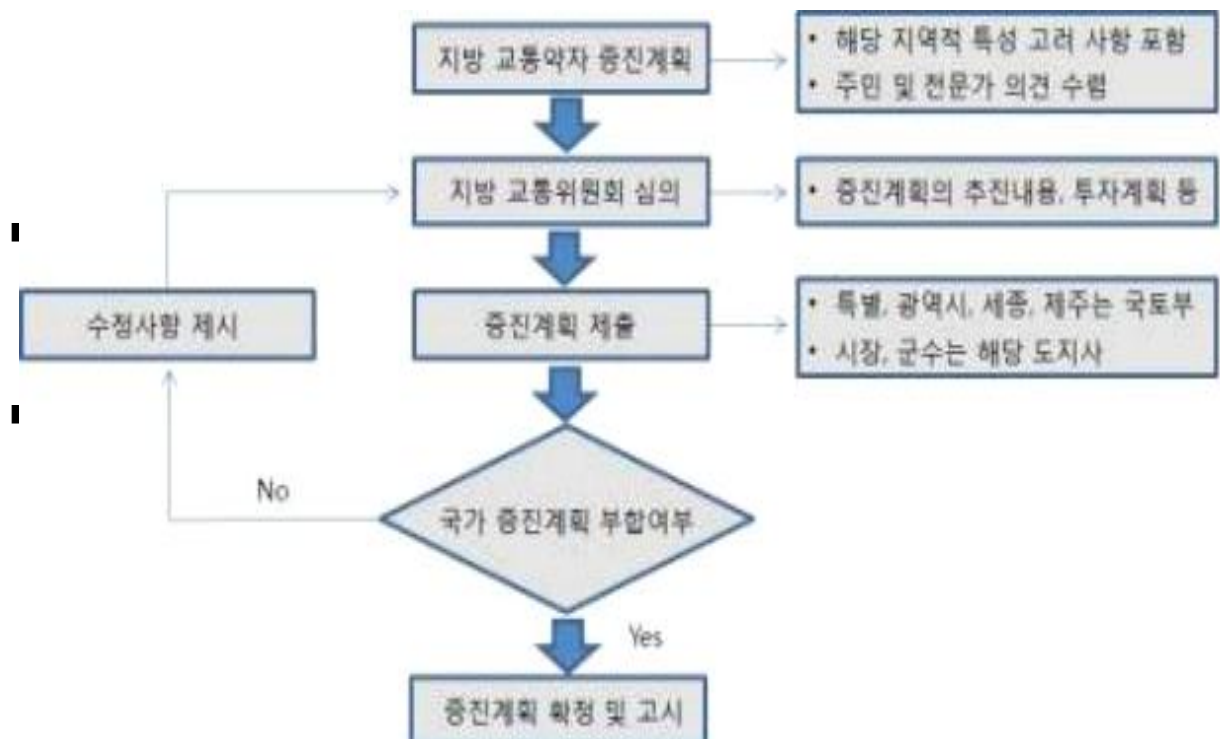 지방 교통약자 증진계획
• 해당 지역적 특성 고려 사항 포함
• 주민 및 전문가 의견 수렴
지방 교통위원회 심의
• 증진계획의 추진내용, 투자계획 등
수정사항 제시
증진계획 제출
• 특별, 광역시, 세종, 제주는 국토부
• 시장, 군수는 해당 도지사
No
국가 증진계획 부합여부
Yes
증진계획 확정 및 고시